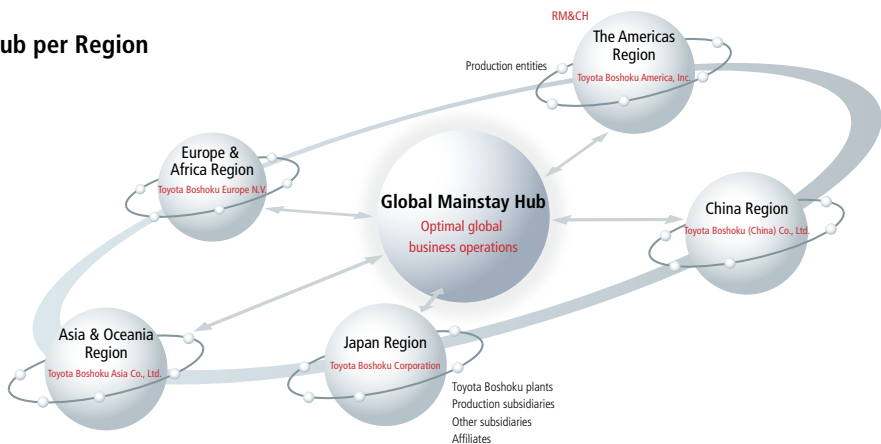 ub per Region
RM&CH
The Americas
Region
Toyota Boshoku America, Inc.
Production entities
Europe &
Africa Region
Toyota Boshoku Europe N.V.
Global Mainstay Hub
Optimal global
business operations
China Region
Toyota Boshoku (China) Co., Ltd.
Asia & Oceania
Region
Toyota Boshoku Asia Co., Ltd.
Japan Region
Toyota Boshoku Corporation
Toyota Boshoku plants
Production subsidiaries
Other subsidiaries
Affiliates